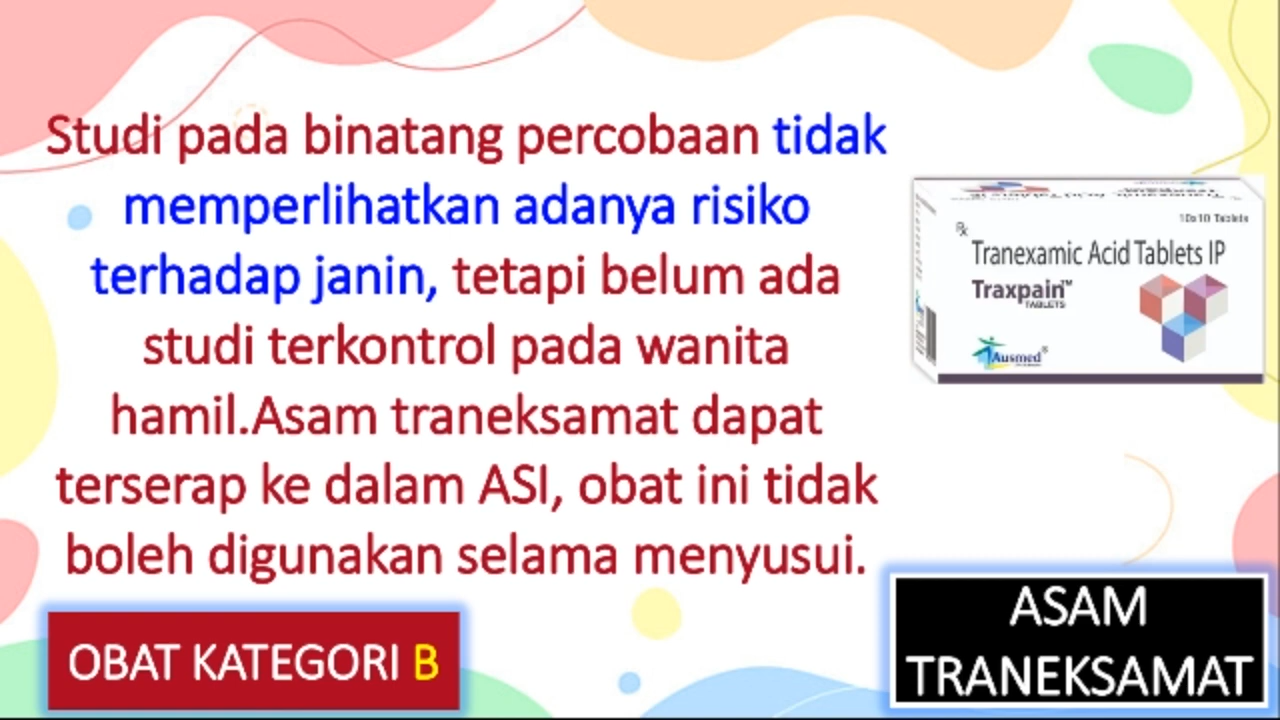 Studi pada binatang percobaan tidak
memperlihatkan adanya risiko
terhadap janin, tetapi belum ada
studi terkontrol pada wanita
hamil.Asam traneksamat dapat
terserap ke dalam ASI, obat ini tidak
boleh digunakan selama menyusui.
OBAT KATEGORI B
10x10 Tablets
Rx
Tranexamic Acid Tablets IP
Traxpain™
TABLETS
Ausmed®
ASAM
TRANEKSAMAT